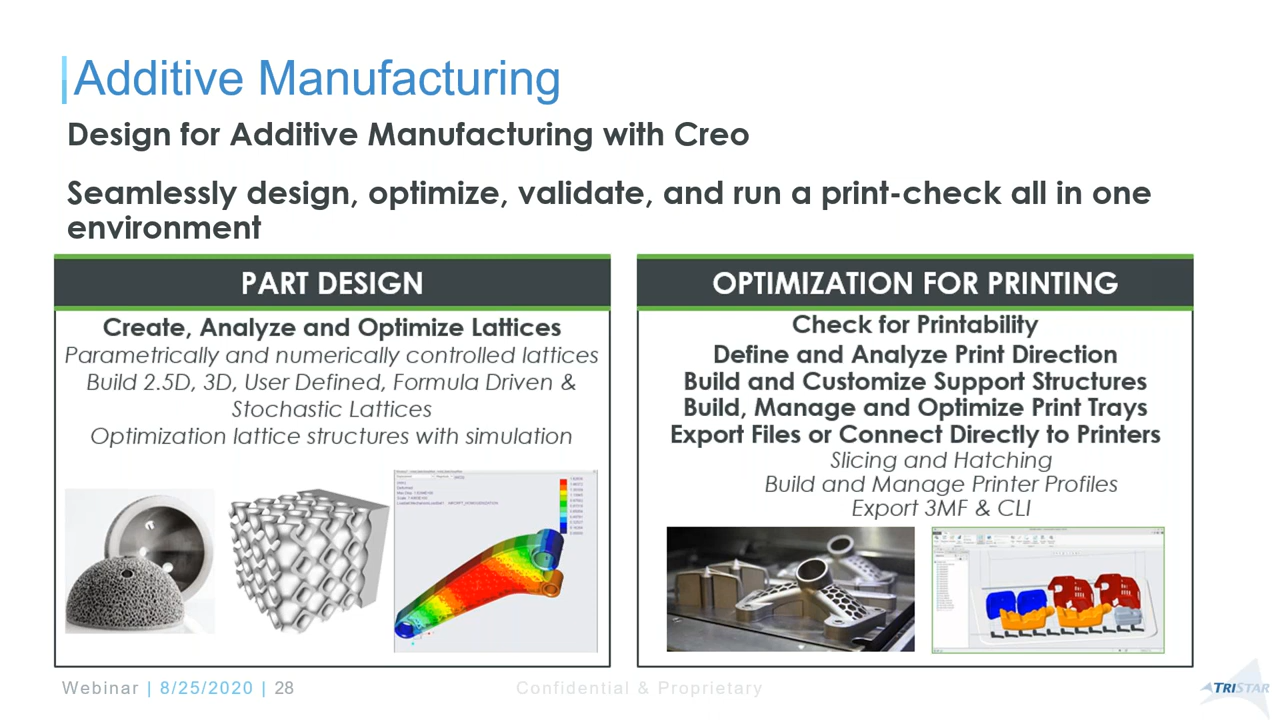 Additive Manufacturing
Design for Additive Manufacturing with Creo
Seamlessly design, optimize, validate, and run a print-check all in one
environment
PART DESIGN
Create, Analyze and Optimize Lattices
Parametrically and numerically controlled lattices
Build 2.5D, 3D, User Defined, Formula Driven &
Stochastic Lattices
Optimization lattice structures with simulation
OPTIMIZATION FOR PRINTING
Check for Printability
Define and Analyze Print Direction
Build and Customize Support Structures
Build, Manage and Optimize Print Trays
Export Files or Connect Directly to Printers
Slicing and Hatching
Build and Manage Printer Profiles
Export 3MF & CLI
Webinar | 8/25/2020 | 28
Confidential & Proprietary
TRISTAR